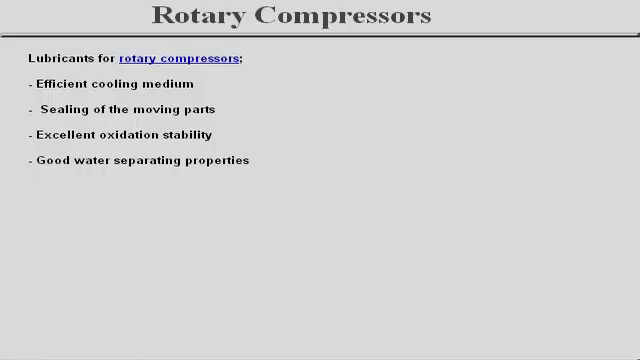 Rotary Compressors
Lubricants for rotary compressors;
- Efficient cooling medium
- Sealing of the moving parts
- Excellent oxidation stability
- Good water separating properties